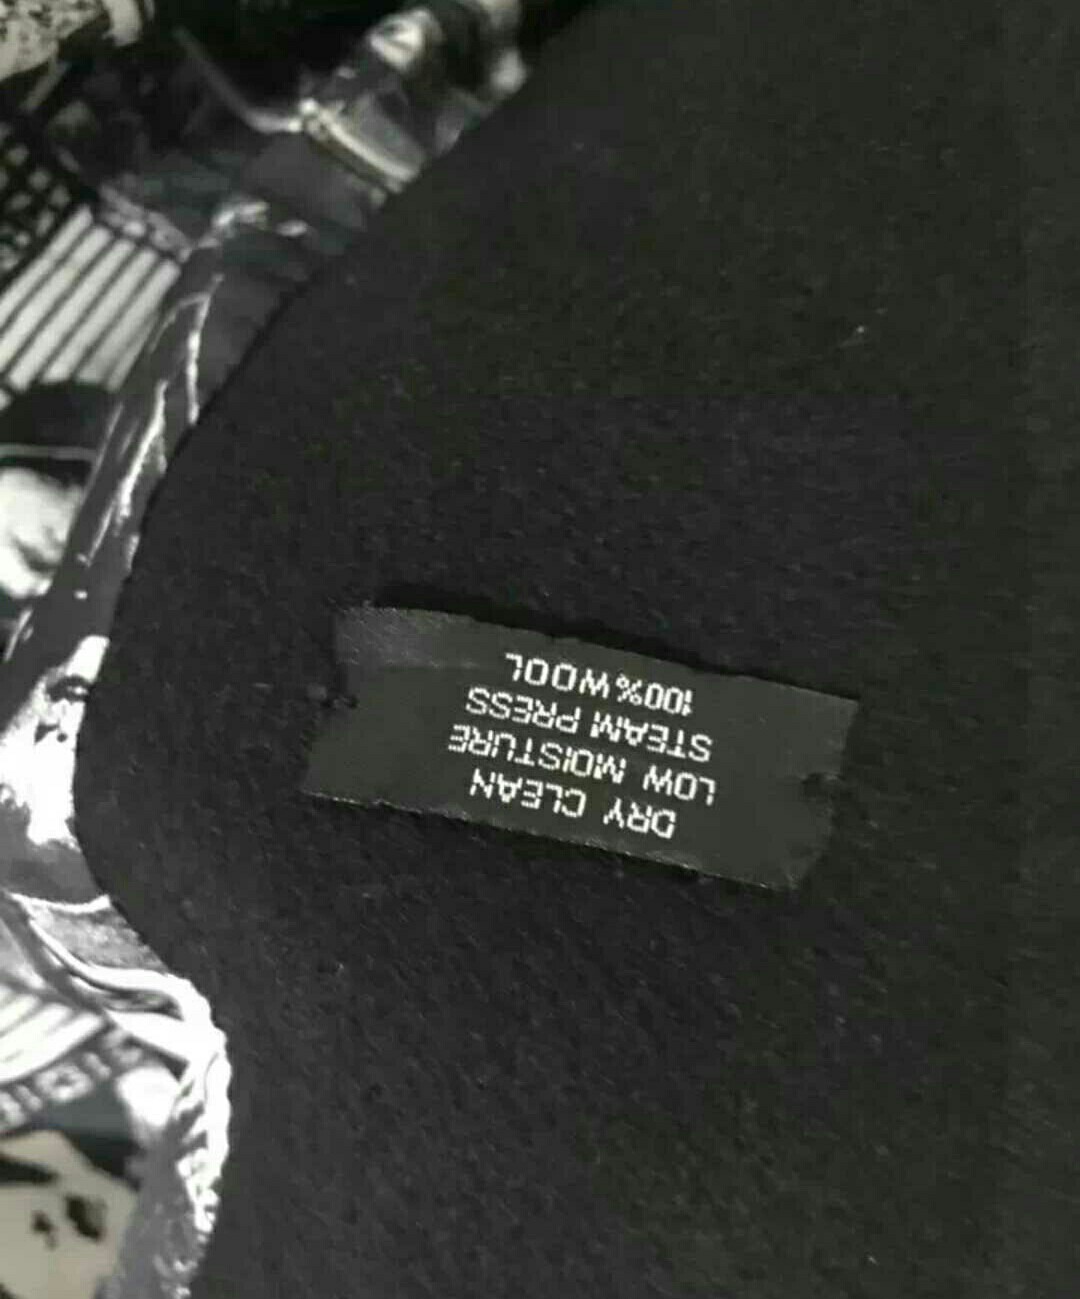 DRY CLEAN
LOW MOISTURE
STEAM PRESS
100% WOOL